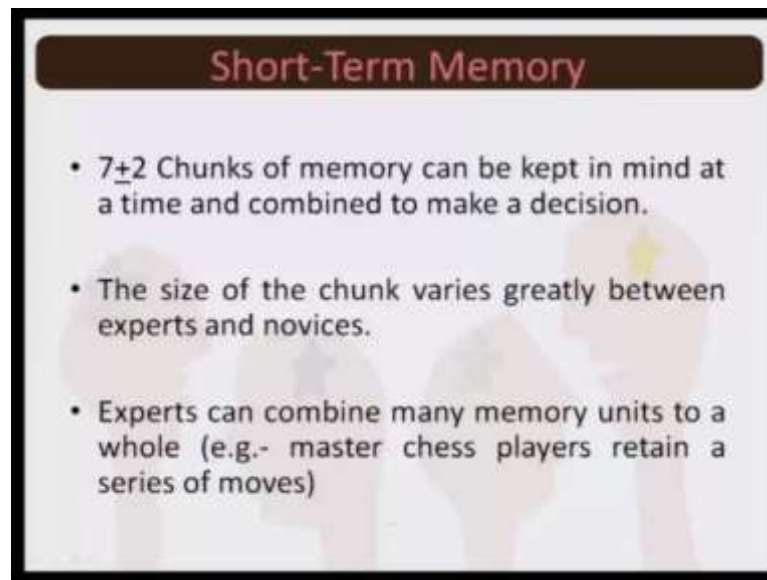 Short-Term Memory
• 7±2 Chunks of memory can be kept in mind at
a time and combined to make a decision.
• The size of the chunk varies greatly between
experts and novices.
• Experts can combine many memory units to a
whole (e.g.- master chess players retain a
series of moves)